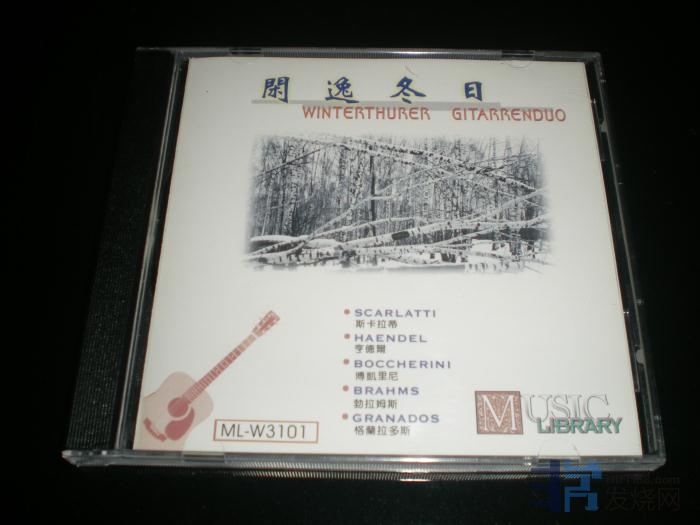 閑逸冬日
WINTERTHURER GITARRENDUO
SCARLATTI
斯卡拉蒂
HAENDEL
亨德爾
BOCCHERINI
博凱里尼
BRAHMS
勃拉姆斯
GRANADOS
格蘭拉多斯
ML-W3101
MUSIC
LIBRARY
发烧网